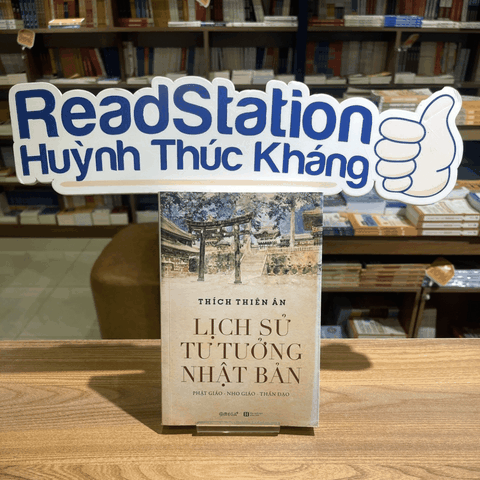 ReadStation
Huỳnh Thúc Kháng
THÍCH THIÊN ÂN
LỊCH SỬ
TƯ TƯỞNG
NHẬT BẢN
PHẬT GIÁO - NHO GIÁO - THẦN ĐẠO